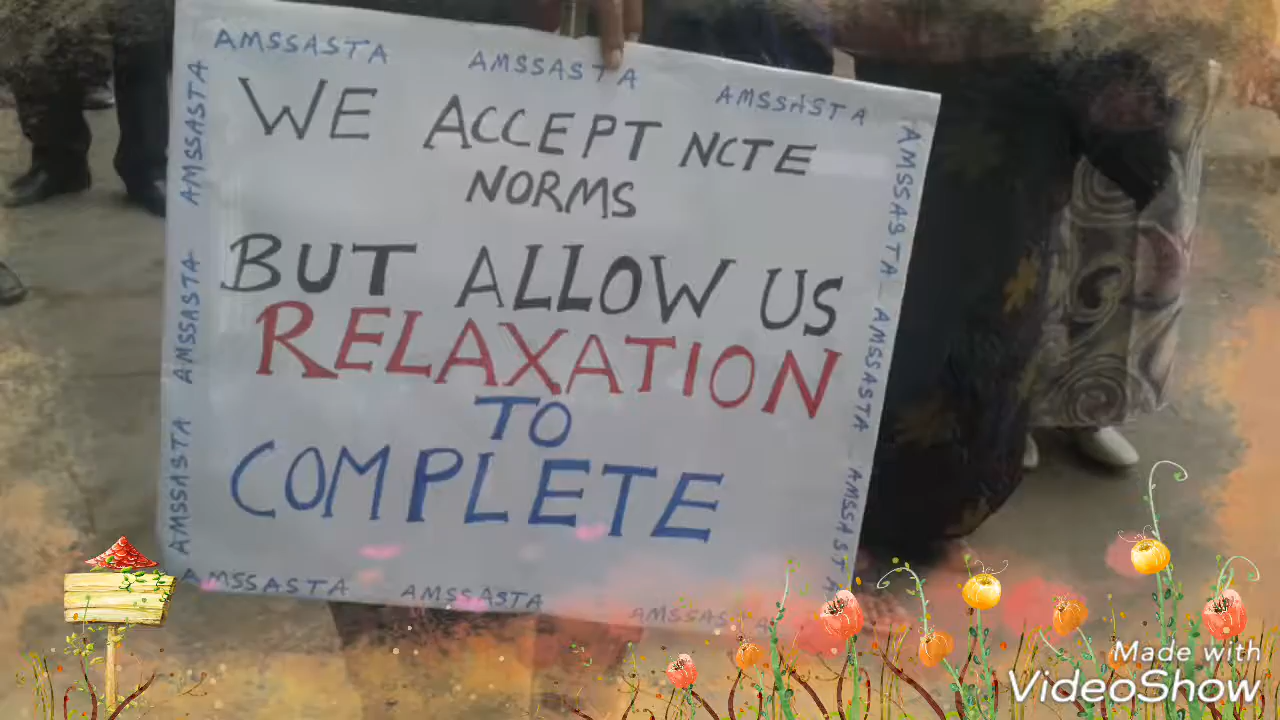 AMSSASTA AMSSASTA AMSSASTA
WE ACCEPT NCTE
NORMS
BUT ALLOW US
RELAXATION
TO
COMPLETE
AMSSASTA AMSSASTA AMSSASTA
AMSSASTA
AMSSASTA
AMSSASTA
AMSSASTA
AMSSASTA
AMSSASTA
Made with
VideoShow